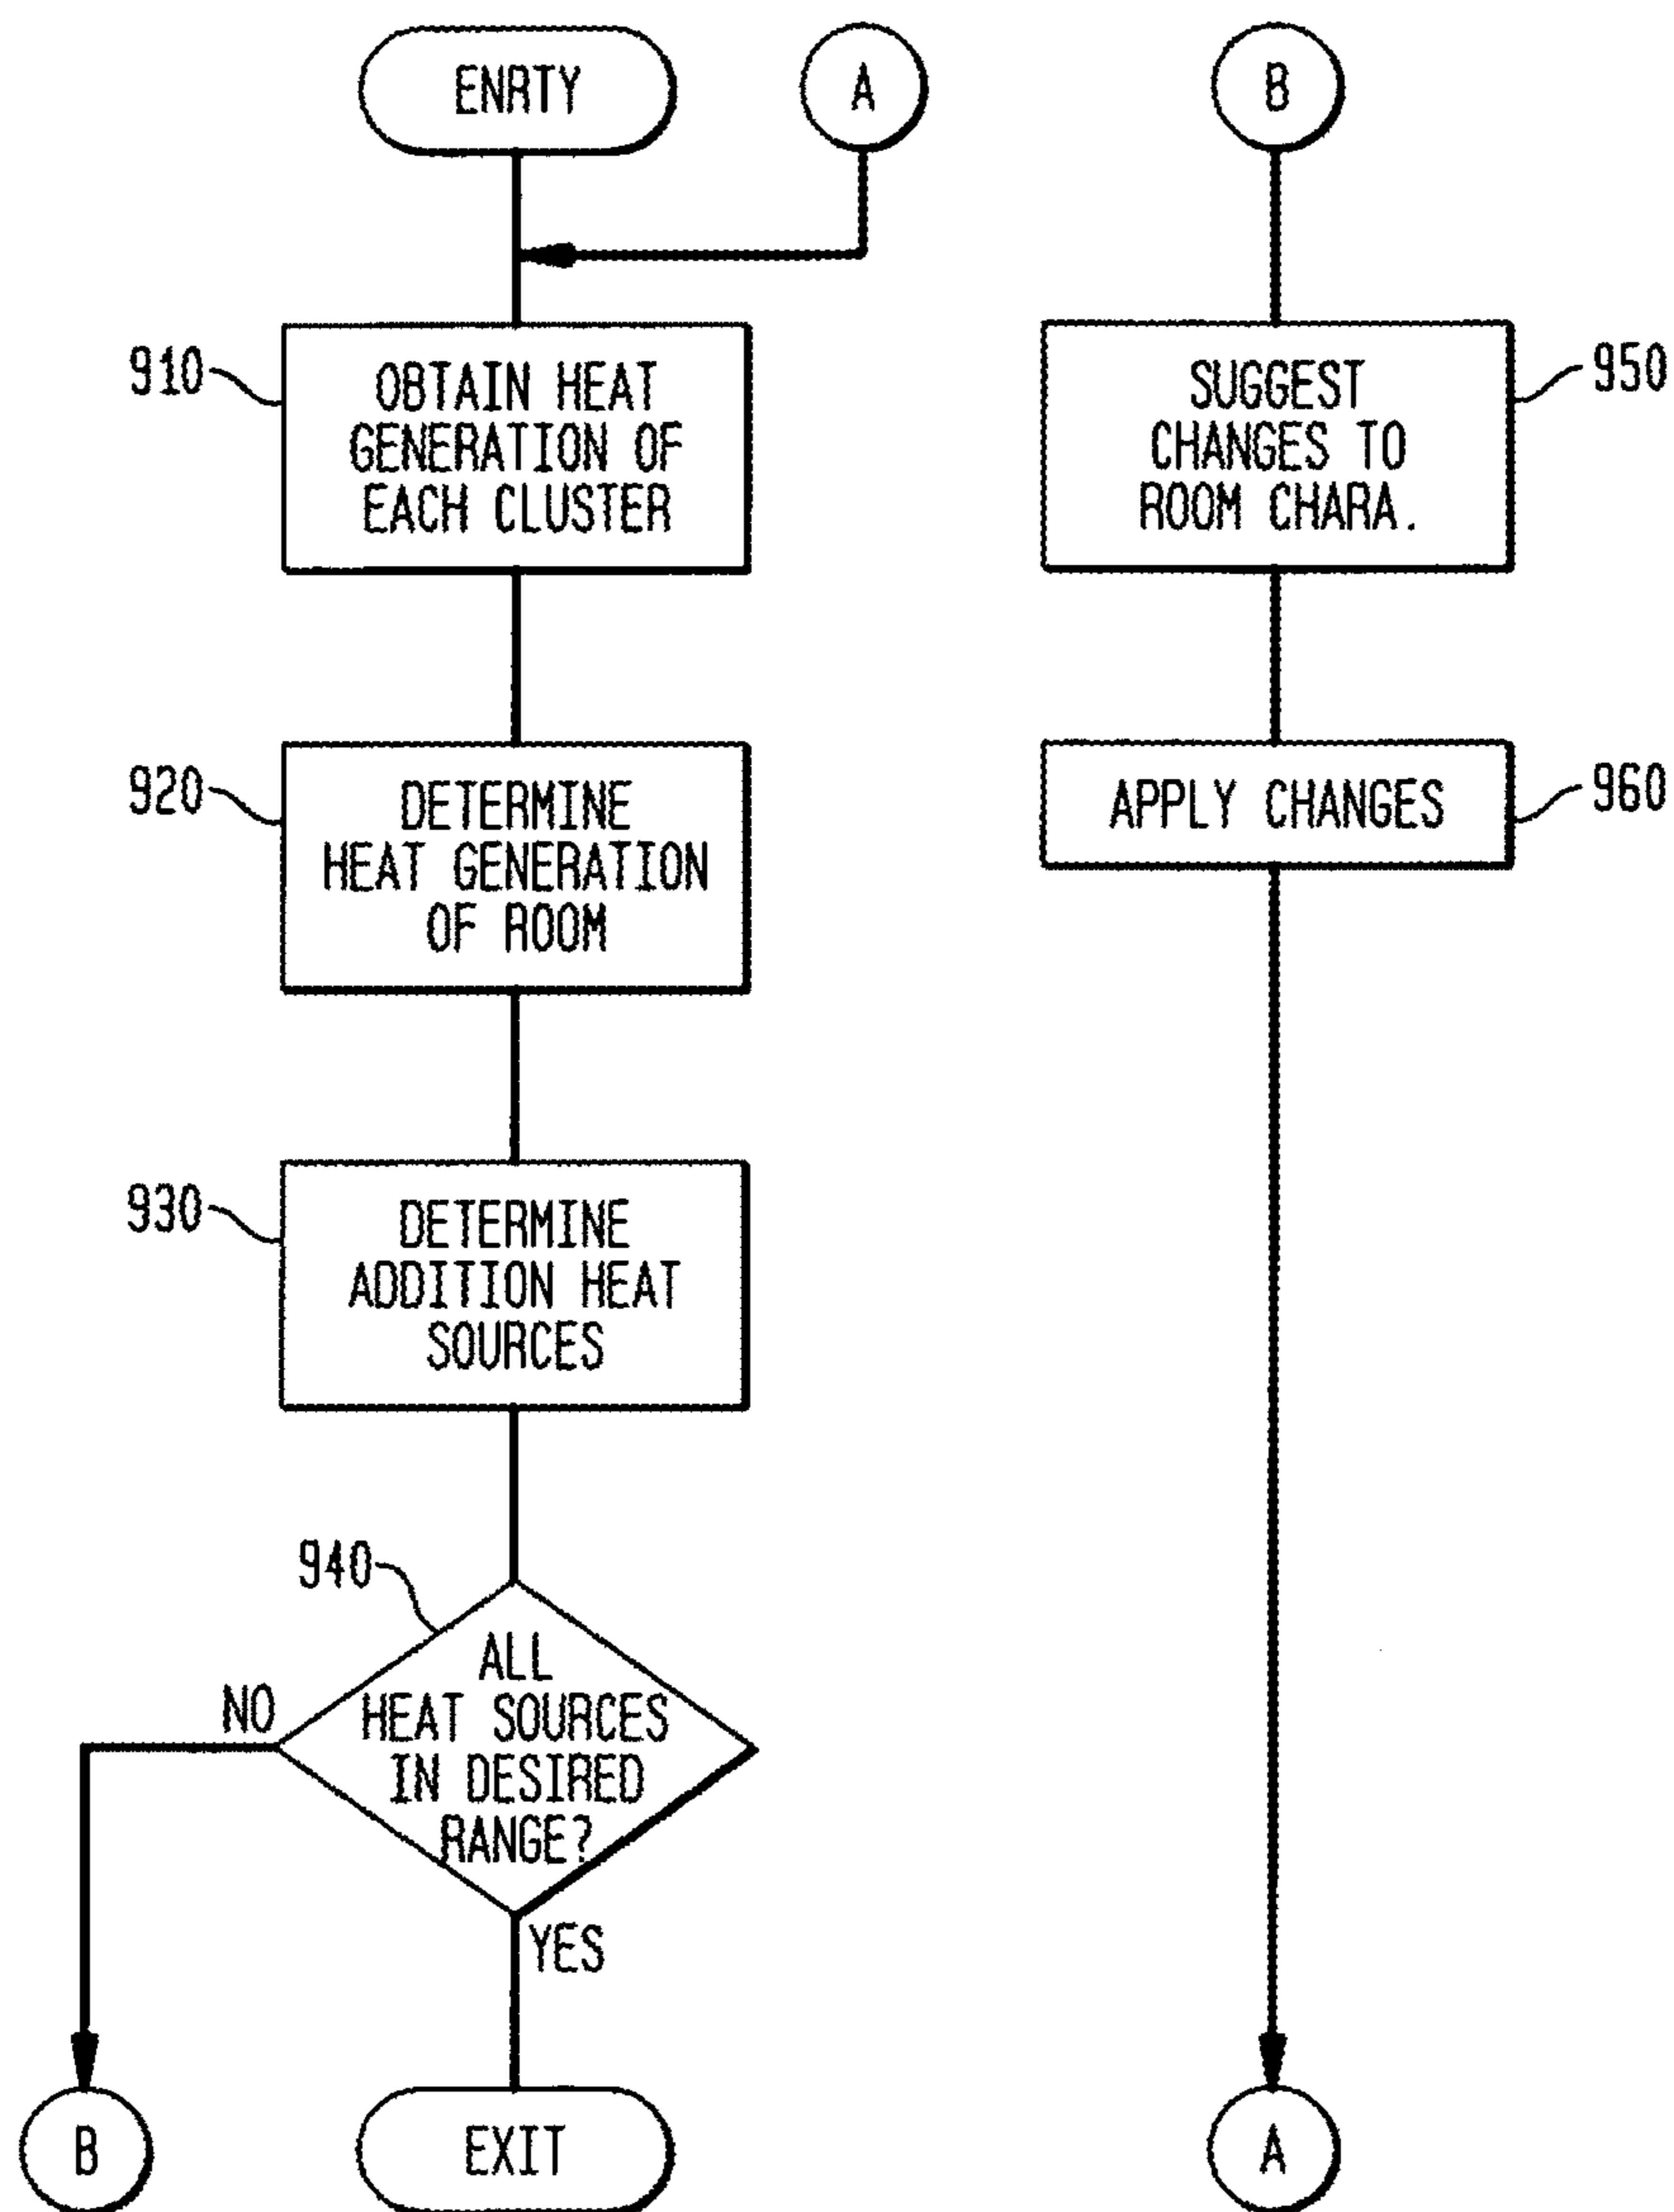 ENRTY
A
B
910
OBTAIN HEAT
GENERATION OF
EACH CLUSTER
SUGGEST
CHANGES TO
ROOM CHARA.
950
920
DETERMINE
HEAT GENERATION
OF ROOM
APPLY CHANGES
960
930
DETERMINE
ADDITION HEAT
SOURCES
940
ALL
HEAT SOURCES
IN DESIRED
RANGE?
NO
YES
B
EXIT
A